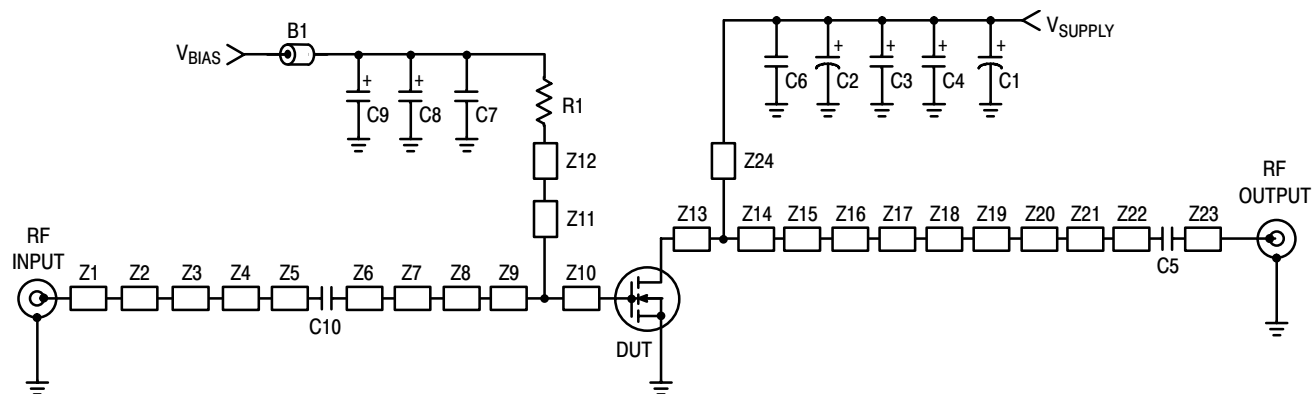 V_BIAS
B1
+
C9
+
C8
C7
R1
Z12
Z11
V_SUPPLY
C6
+
C2
+
C3
+
C4
+
C1
Z24
RF
INPUT
Z1 Z2 Z3 Z4 Z5
C10
Z6 Z7 Z8 Z9 Z10
DUT
Z13 Z14 Z15 Z16 Z17 Z18 Z19 Z20 Z21 Z22
C5
Z23
RF
OUTPUT